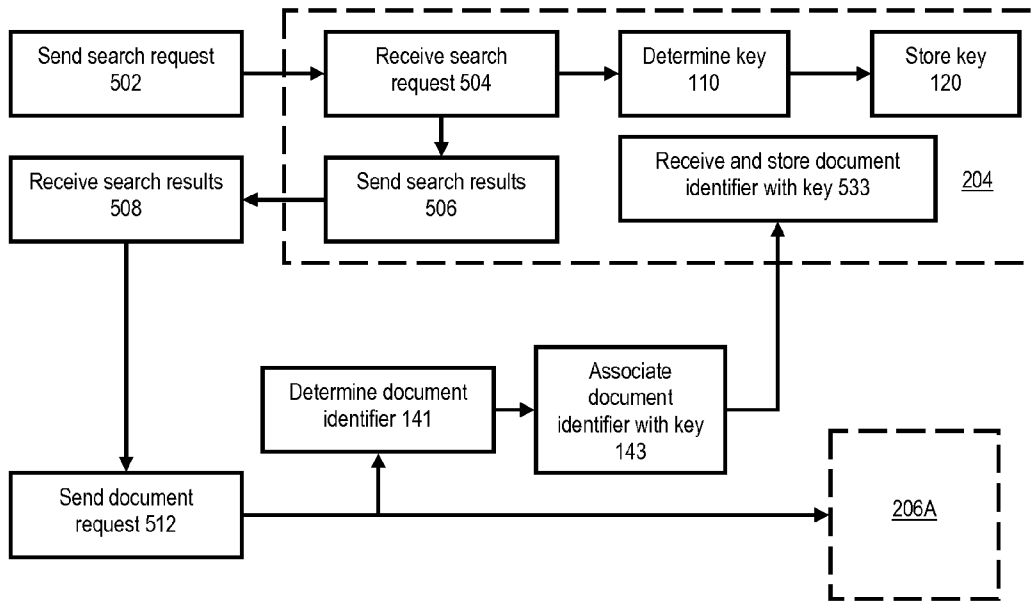 Send search request
502
Receive search
request 504
Determine key
110
Store key
120
Receive search results
508
Send search results
506
Receive and store document
identifier with key 533
204
Determine document
identifier 141
Associate
document
identifier with key
143
Send document
request 512
206A